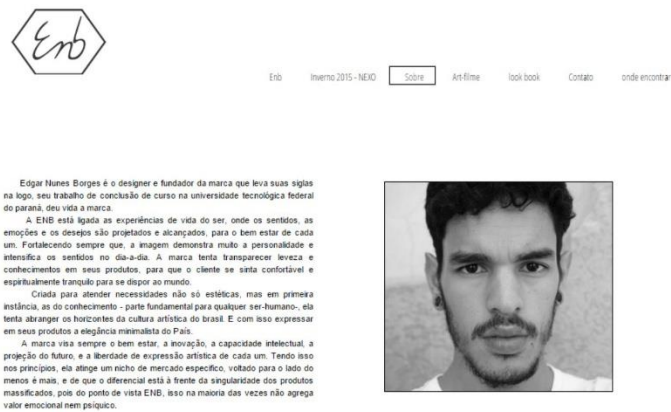 Enb
Enb
Inverno 2015 - NEXO
Sobre
Art-filme
look book
Contato
onde encontrar
Edgar Nunes Borges é o designer e fundador da marca que leva suas siglas
na logo, seu trabalho de conclusão de curso na universidade tecnológica federal
do paraná, deu vida a marca.
A ENB está ligada as experiências de vida do ser, onde os sentidos, as
emoções e os desejos são projetados e alcançados, para o bem estar de cada
um. Fortalecendo sempre que, a imagem demonstra muito a personalidade e
intensifica os sentidos no dia-a-dia. A marca tenta transparecer leveza e
conhecimentos em seus produtos, para que o cliente se sinta confortável e
espiritualmente tranquilo para se dispor ao mundo.
Criada para atender necessidades não só estéticas, mas em primeira
instância, as do conhecimento - parte fundamental para qualquer ser-humano-, ela
tenta abranger os horizontes da cultura artística do brasil. E com isso expressar
em seus produtos a elegância minimalista do País.
A marca visa sempre o bem estar, a inovação, a capacidade intelectual, a
projeção do futuro, e a liberdade de expressão artística de cada um. Tendo isso
nos princípios, ela atinge um nicho de mercado especifico, voltado para o lado do
menos é mais, e de que o diferencial está à frente da singularidade dos produtos
massificados, pois do ponto de vista ENB, isso na maioria das vezes não agrega
valor emocional nem psíquico.